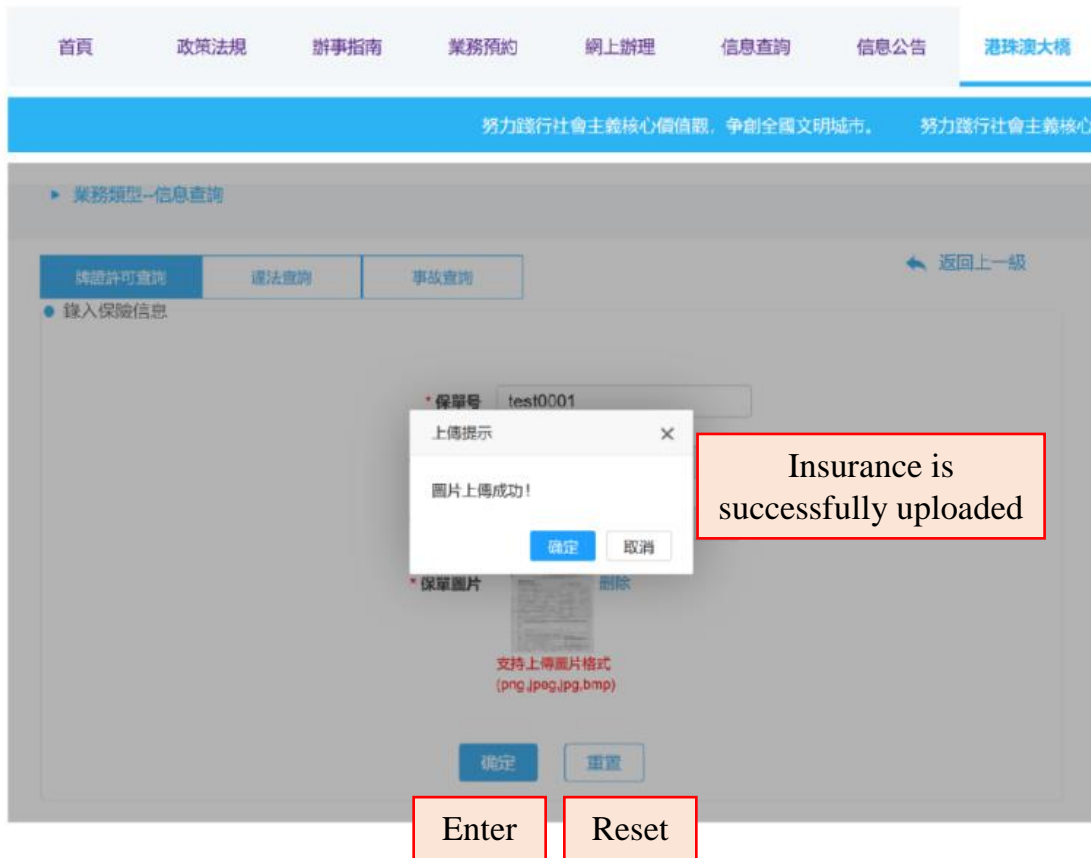 首頁 政策法規 辦事指南 業務預約 網上辦理 信息查詢 信息公告 港珠澳大橋
努力踐行社會主義核心價值觀，争創全國文明城市。 努力踐行社會主義核心
業務類型--信息查詢
牌證許可查詢 違法查詢 事故查詢 返回上一級
錄入保險信息
*保單号 test0001
上傳提示
圖片上傳成功！
确定 取消
Insurance is
successfully uploaded
*保單圖片 删除
支持上傳圖片格式
(png,jpeg,jpg,bmp)
确定 重置
Enter Reset